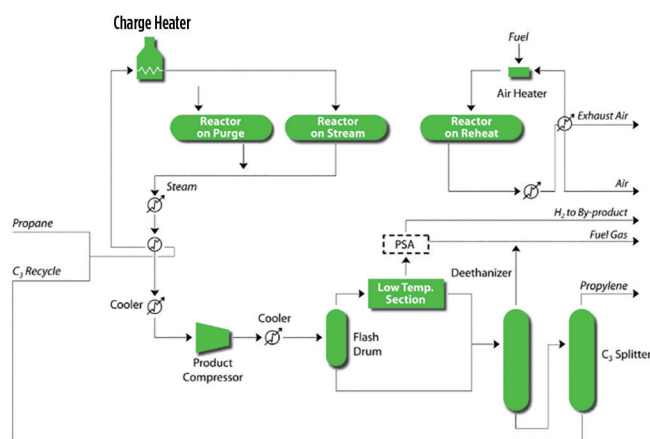 Charge Heater
Fuel
Air Heater
Exhaust Air
Reactor
on Purge
Reactor
on Stream
Reactor
on Reheat
Steam
Air
Propane
H2 to By-product
PSA
Fuel Gas
C3 Recycle
Deethanizer
Low Temp.
Section
Propylene
Cooler
Cooler
Flash
Drum
Product
Compressor
C3 Splitter